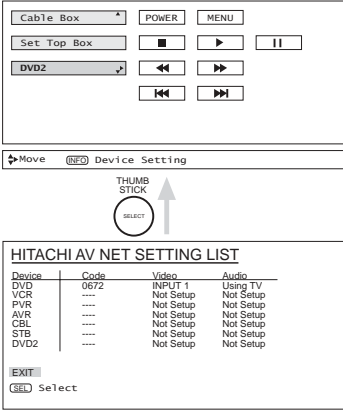 Cable Box POWER MENU
Set Top Box
DVD2
Move INFO Device Setting
THUMB
STICK
SELECT
HITACHI AV NET SETTING LIST
Device Code Video Audio
DVD 0672 INPUT 1 Using TV
VCR ---- Not Setup Not Setup
PVR ---- Not Setup Not Setup
AVR ---- Not Setup Not Setup
CBL ---- Not Setup Not Setup
STB ---- Not Setup Not Setup
DVD2 ---- Not Setup Not Setup
EXIT
SEL Select